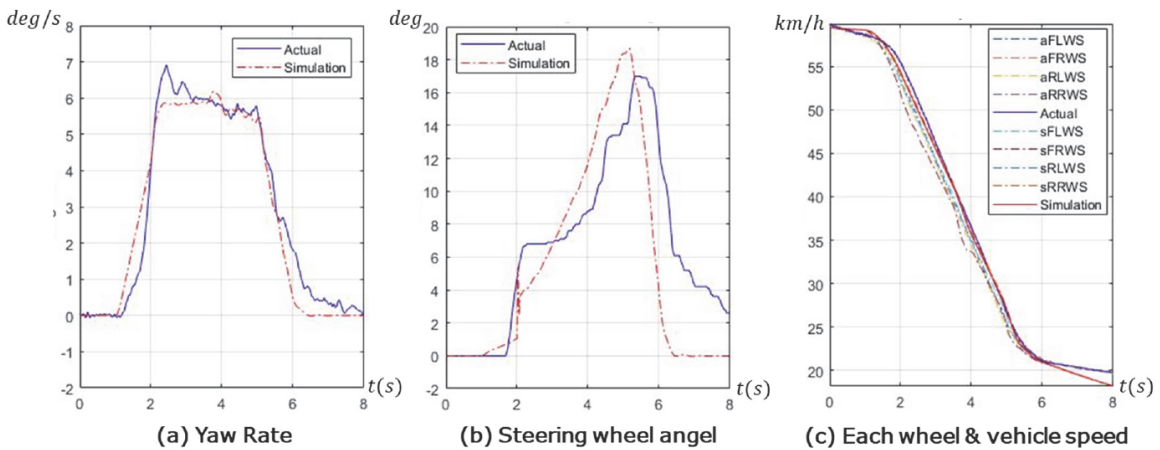 deg/s
8
7
6
5
4
3
2
1
0
-1
-2
0
2
4
6
8
t(s)
Actual
Simulation
(a) Yaw Rate
deg
20
18
16
14
12
10
8
6
4
2
0
-2
0
2
4
6
8
t(s)
Actual
Simulation
(b) Steering wheel angel
km/h
55
50
45
40
35
30
25
20
0
2
4
6
8
t(s)
aFLWS
aFRWS
aRLWS
aRRWS
Actual
sFLWS
sFRWS
sRLWS
sRRWS
Simulation
(c) Each wheel & vehicle speed